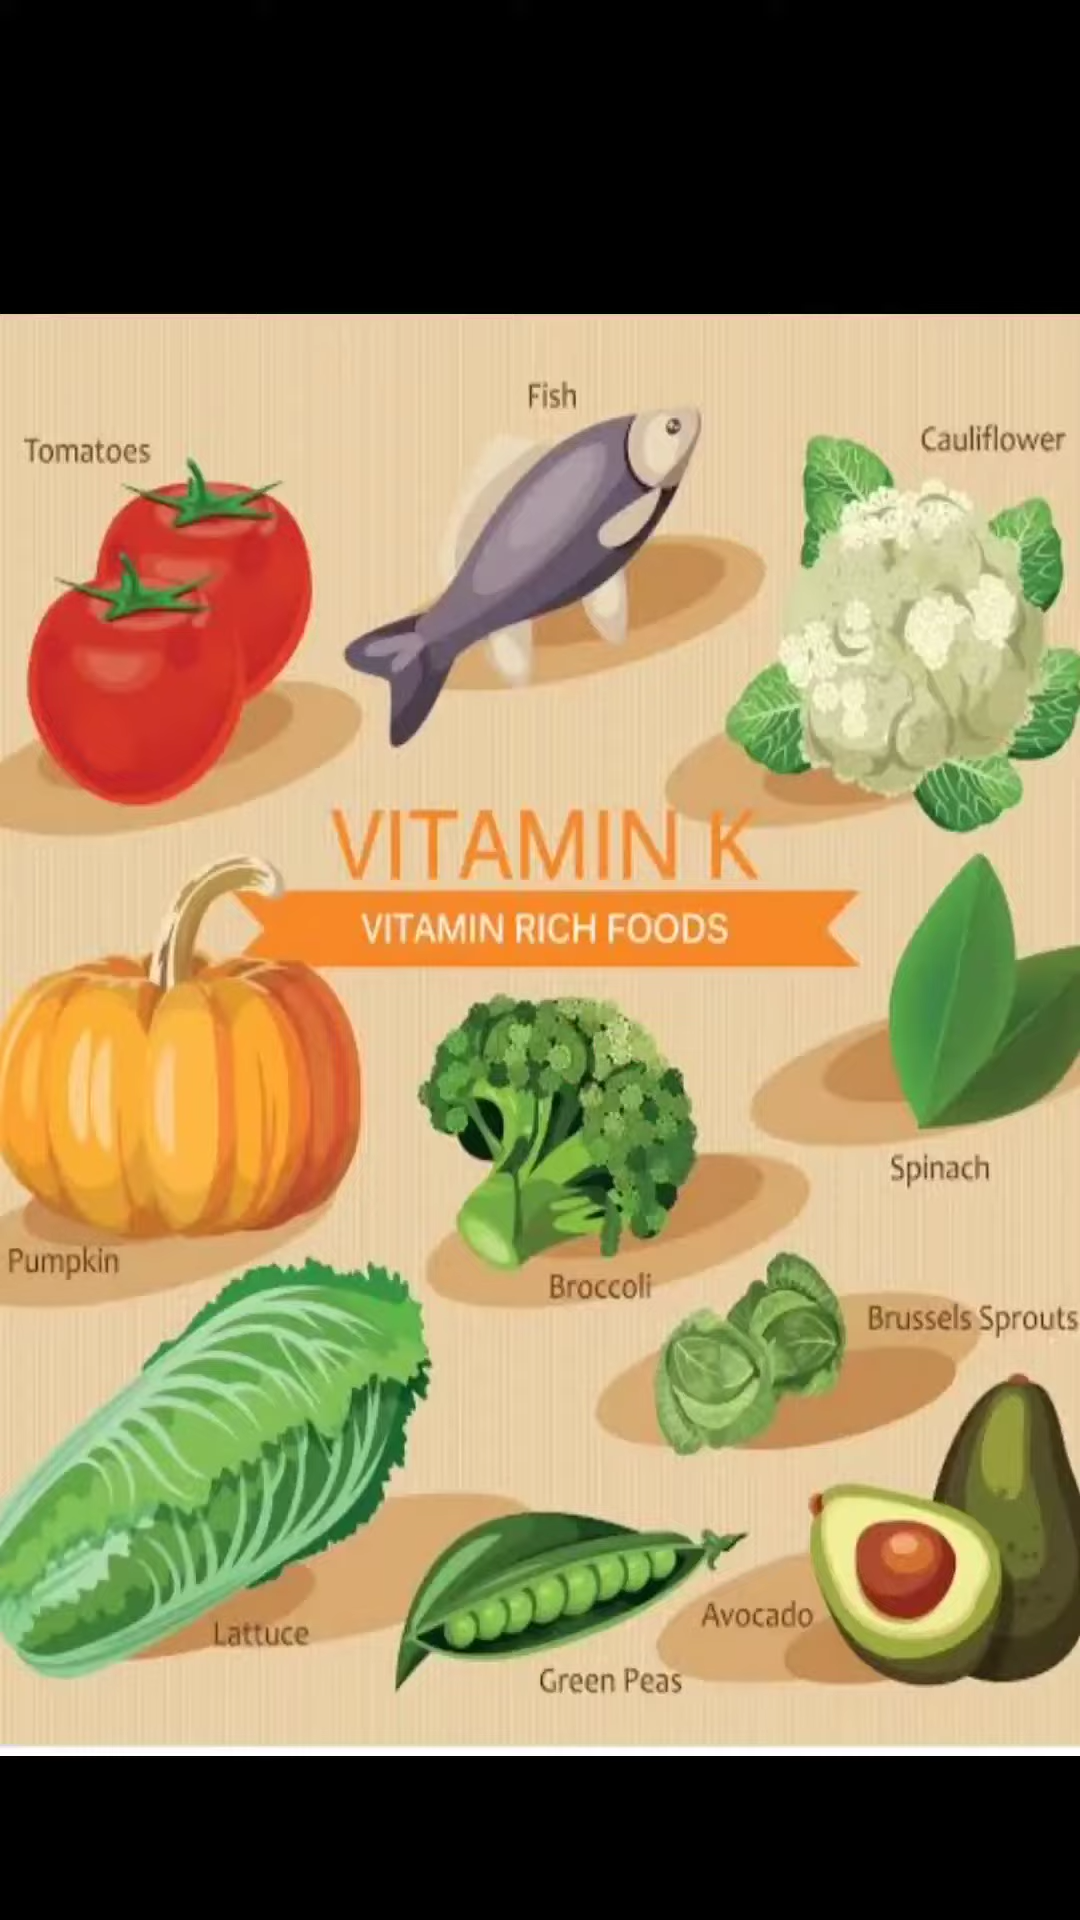 Fish
Tomatoes
Cauliflower
VITAMIN K
VITAMIN RICH FOODS
Spinach
Pumpkin
Broccoli
Brussels Sprouts
Lattuce
Avocado
Green Peas